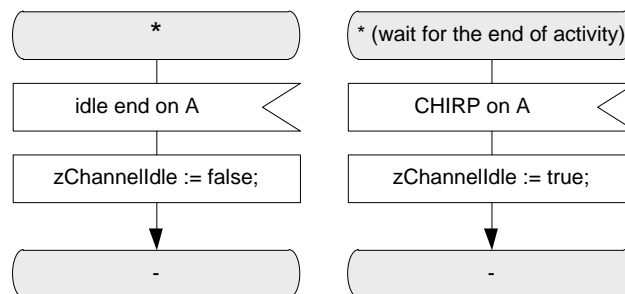 *
idle end on A
zChannelIdle := false;
-
* (wait for the end of activity)
CHIRP on A
zChannelIdle := true;
-